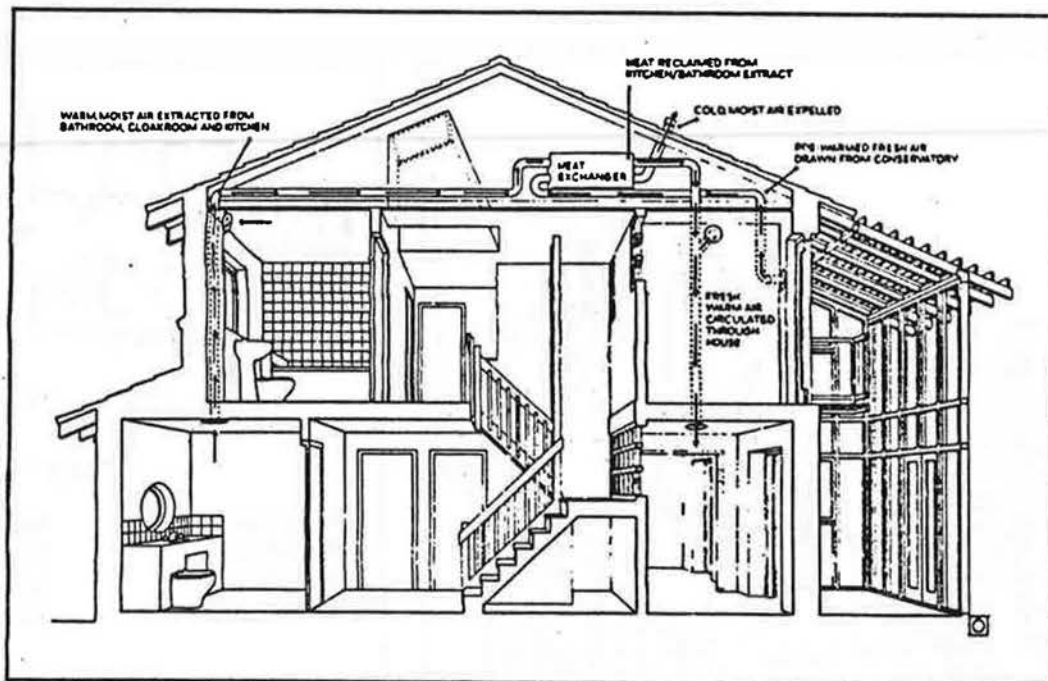 HEAT RECLAIMED FROM
KITCHEN/BATHROOM EXTRACT
WARM, MOIST AIR EXTRACTED FROM
BATHROOM, CLOAKROOM AND KITCHEN
COLD, MOIST AIR EXPELLED
PRE-WARMED FRESH AIR
DRAWN FROM CONSERVATORY
HEAT
EXCHANGER
FRESH
WARM AIR
CIRCULATED
THROUGH
HOUSE